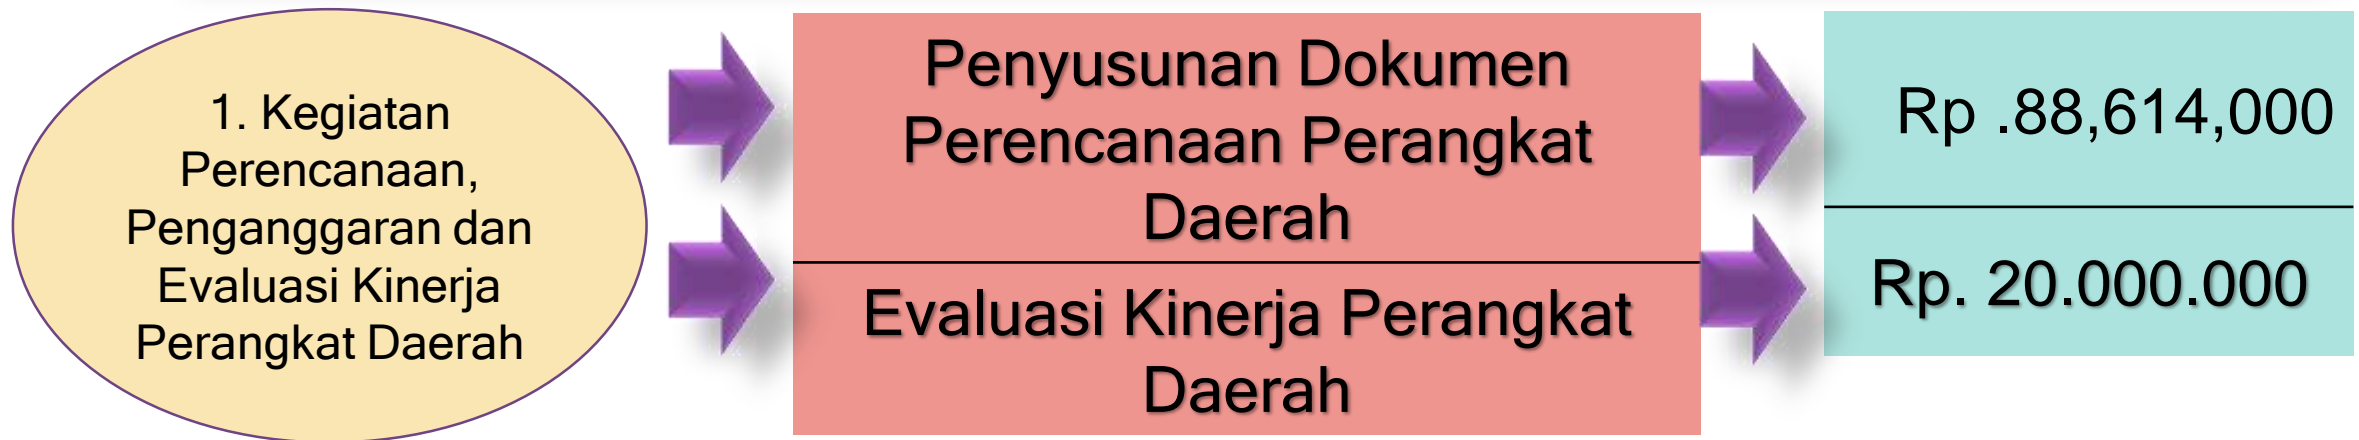 1. Kegiatan
Perencanaan,
Penganggaran dan
Evaluasi Kinerja
Perangkat Daerah
Penyusunan Dokumen
Perencanaan Perangkat
Daerah
Rp .88,614,000
Evaluasi Kinerja Perangkat
Daerah
Rp. 20.000.000